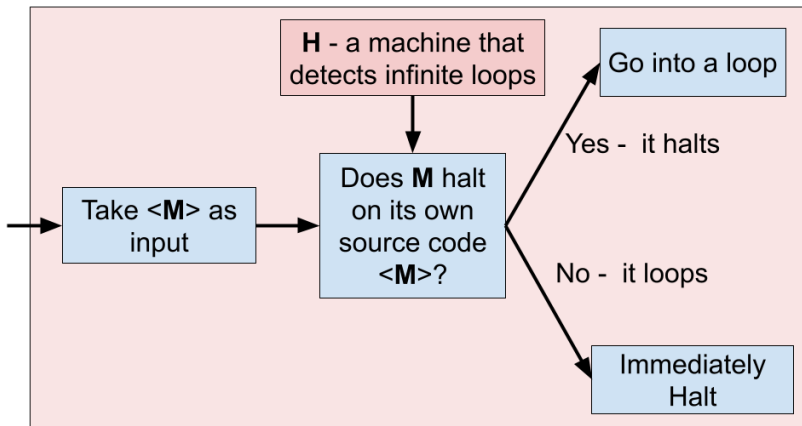 H - a machine that
detects infinite loops
Go into a loop
Yes -  it halts
Take <M> as
input
Does M halt
on its own
source code
<M>?
No -  it loops
Immediately
Halt